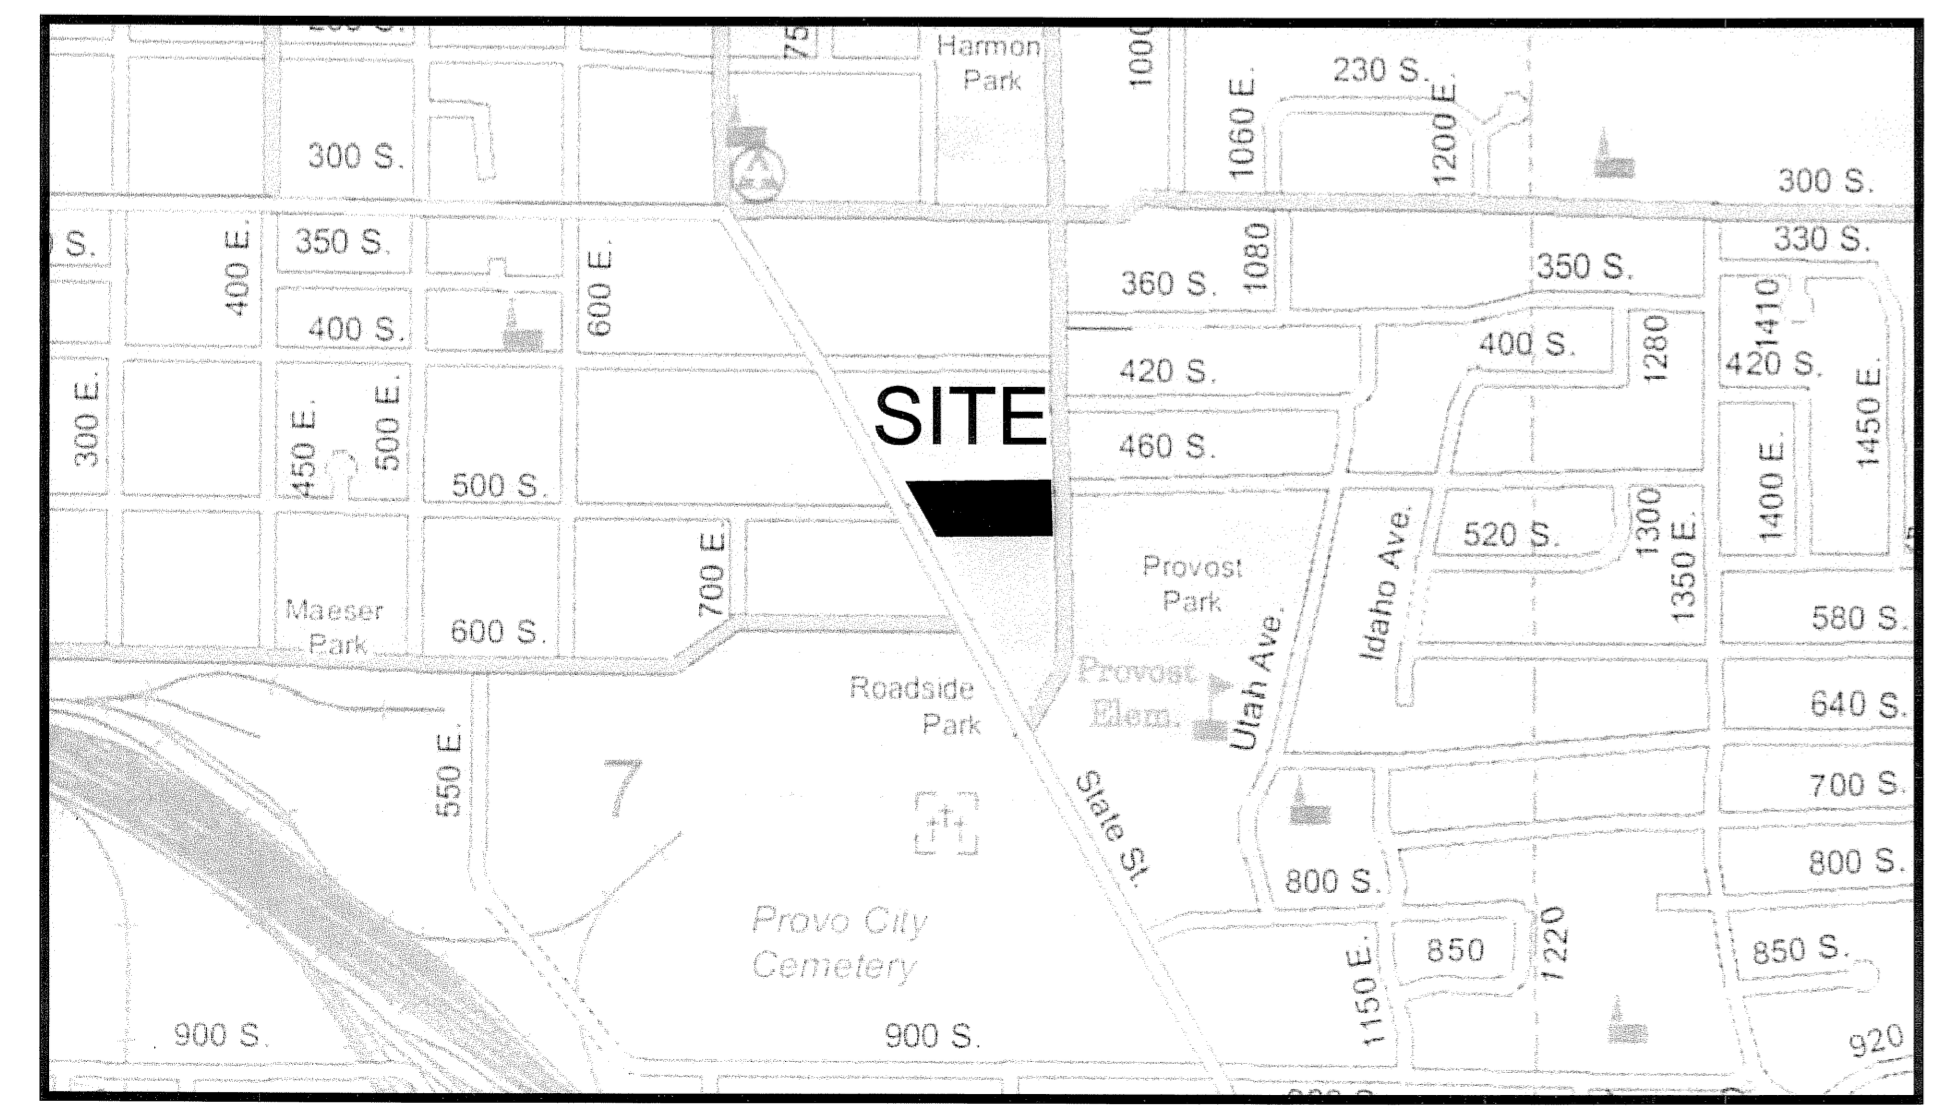 Harmon
Park
75
1000
230 S.
1060 E.
1200 E.
300 S.
300 S.
S.
400 E.
350 S.
600 E.
1080
330 S.
350 S.
360 S.
1410
400 S.
400 S.
1280
420 S.
420 S.
SITE
300 E.
450 E.
500 E.
1450 E.
460 S.
500 S.
1400 E.
1300
1350 E.
520 S.
Idaho Ave.
700 E.
Provost
Park
Maeser
Park
600 S.
580 S.
Utah Ave.
Provost
Elem.
Roadside
Park
640 S.
550 E.
7
State St.
700 S.
800 S.
800 S.
Provo City
Cemetery
850
1220
850 S.
1150 E.
900 S.
900 S.
920